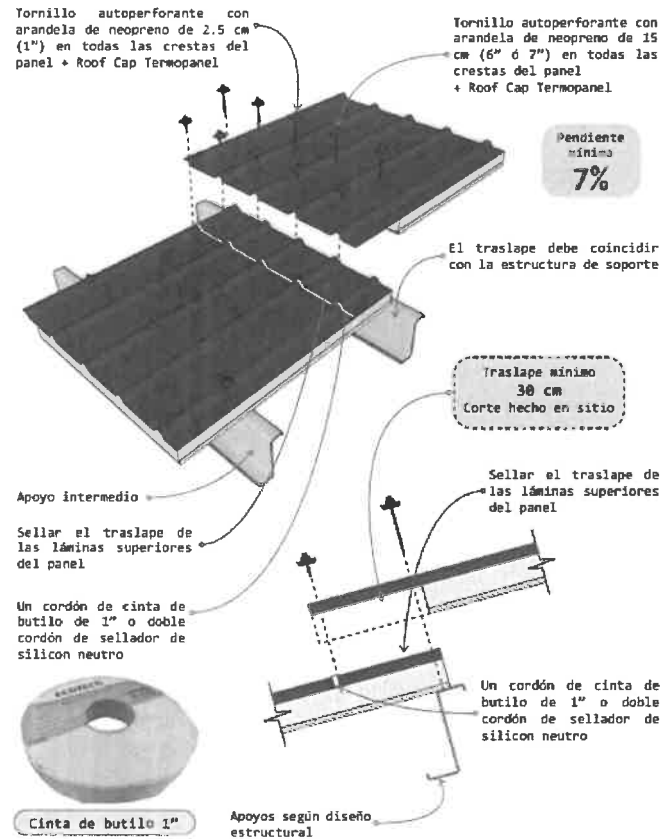 Tornillo autoperforante con
arandela de neopreno de 2.5 cm
(1") en todas las crestas del
panel + Roof Cap Termopanel
Tornillo autoperforante con
arandela de neopreno de 15
cm (6" ó 7") en todas las
crestas del panel
+ Roof Cap Termopanel
Pendiente
mínima
7%
El traslape debe coincidir
con la estructura de soporte
Traslape mínimo
30 cm
Corte hecho en sitio
Apoyo intermedio
Sellar el traslape de
las láminas superiores
del panel
Sellar el traslape de
las láminas superiores
del panel
Un cordón de cinta de
butilo de 1" o doble
cordón de sellador de
silicon neutro
Un cordón de cinta de
butilo de 1" o doble
cordón de sellador de
silicon neutro
Cinta de butilo 1"
Apoyos según diseño
estructural